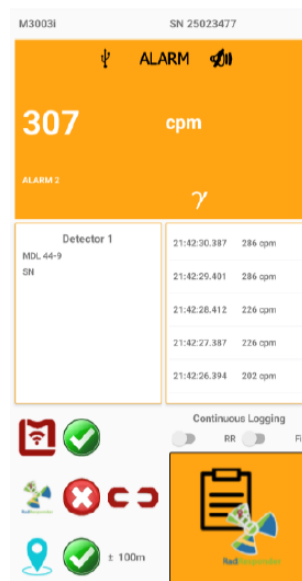 M3003i SN 25023477
ALARM
307 cpm
ALARM 2
γ
Detector 1
MDL 44-9
SN
21:42:30.387 286 cpm
21:42:29.401 286 cpm
21:42:28.412 226 cpm
21:42:27.387 226 cpm
21:42:26.394 202 cpm
Continuous Logging
RR Fi
± 100m
RadResponder